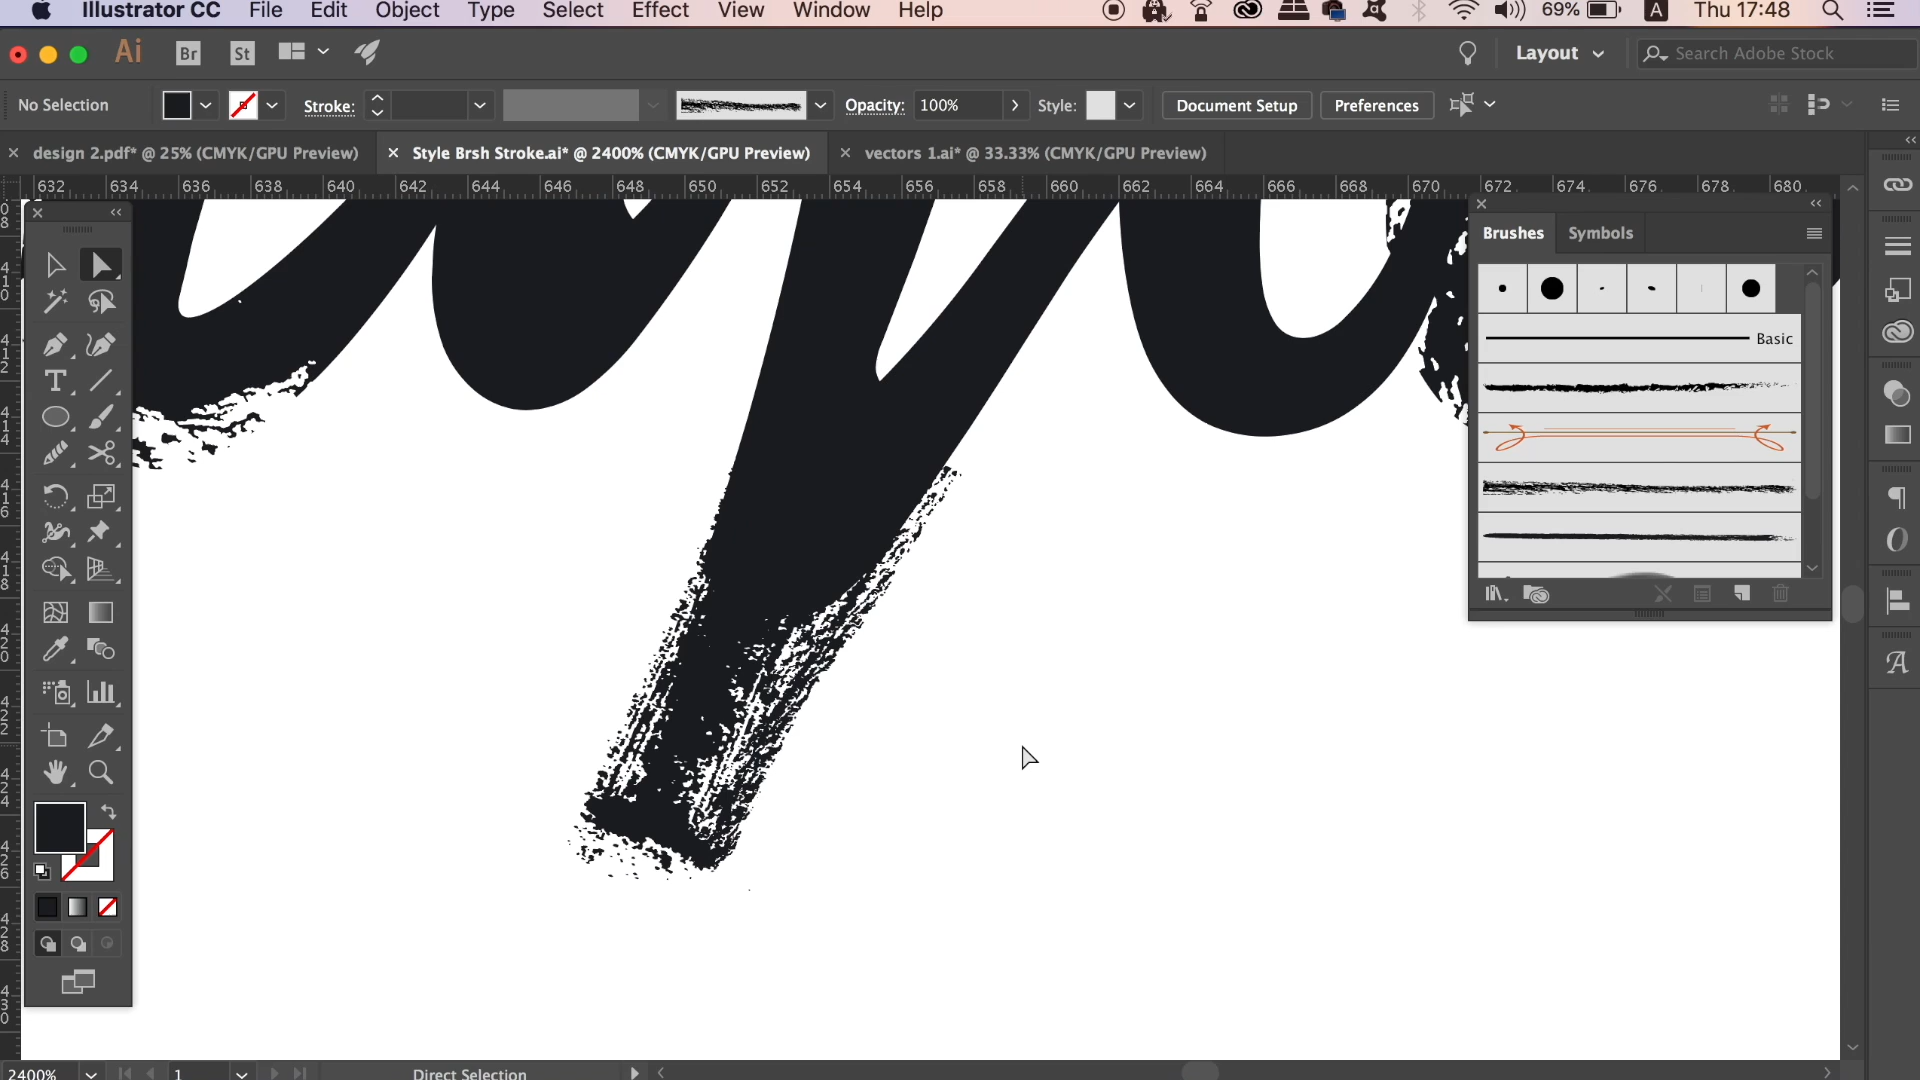 Illustrator CC File Edit Object Type Select Effect View Window Help 69% A Thu 17:48
Ai Br St Layout Search Adobe Stock
No Selection Stroke: Opacity: 100% Style: Document Setup Preferences
design 2.pdf* @ 25% (CMYK/GPU Preview) Style Brsh Stroke.ai* @ 2400% (CMYK/GPU Preview) vectors 1.ai* @ 33.33% (CMYK/GPU Preview)
632 634 636 638 640 642 644 646 648 650 652 654 656 658 660 662 664 666 668 670 672 674 676 678 680
Brushes Symbols
Basic
2400% 1 Direct Selection